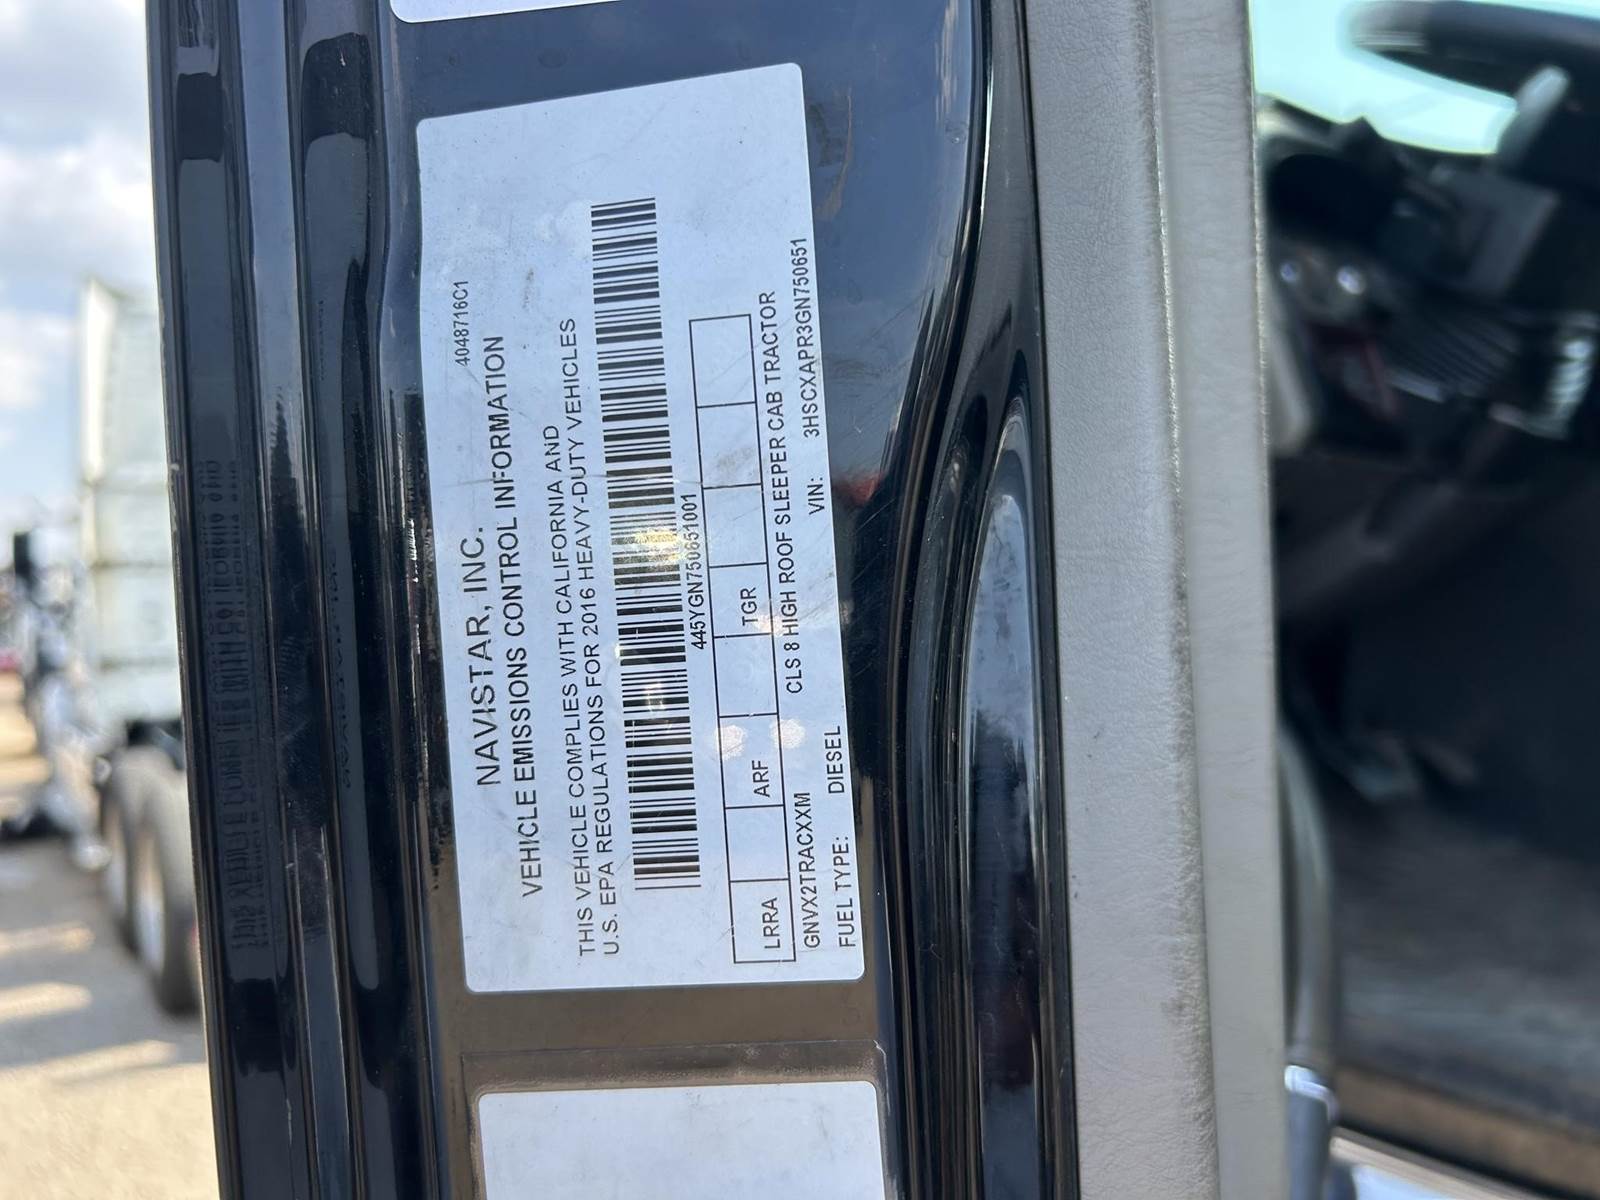 4048716C1
NAVISTAR, INC.
VEHICLE EMISSIONS CONTROL INFORMATION
THIS VEHICLE COMPLIES WITH CALIFORNIA AND
U.S. EPA REGULATIONS FOR 2016 HEAVY-DUTY VEHICLES
445YGN750651001
LRRA ARF TGR
GNVX2TRACXXM CLS 8 HIGH ROOF SLEEPER CAB TRACTOR
FUEL TYPE: DIESEL VIN: 3HSCXAPR3GN750651